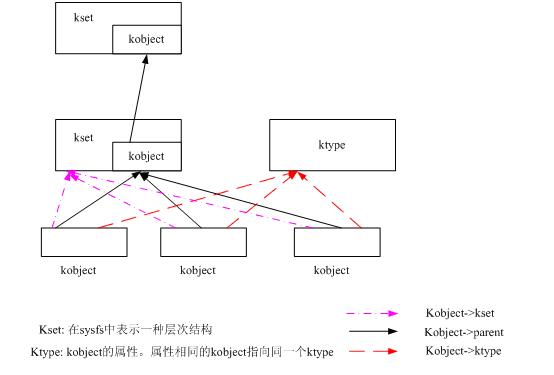 kset
kobject
kset
kobject
ktype
kobject
kobject
kobject
Kobject->kset
Kset: 在sysfs中表示一种层次结构
Kobject->parent
Ktype: kobject的属性。属性相同的kobject指向同一个ktype
Kobject->ktype